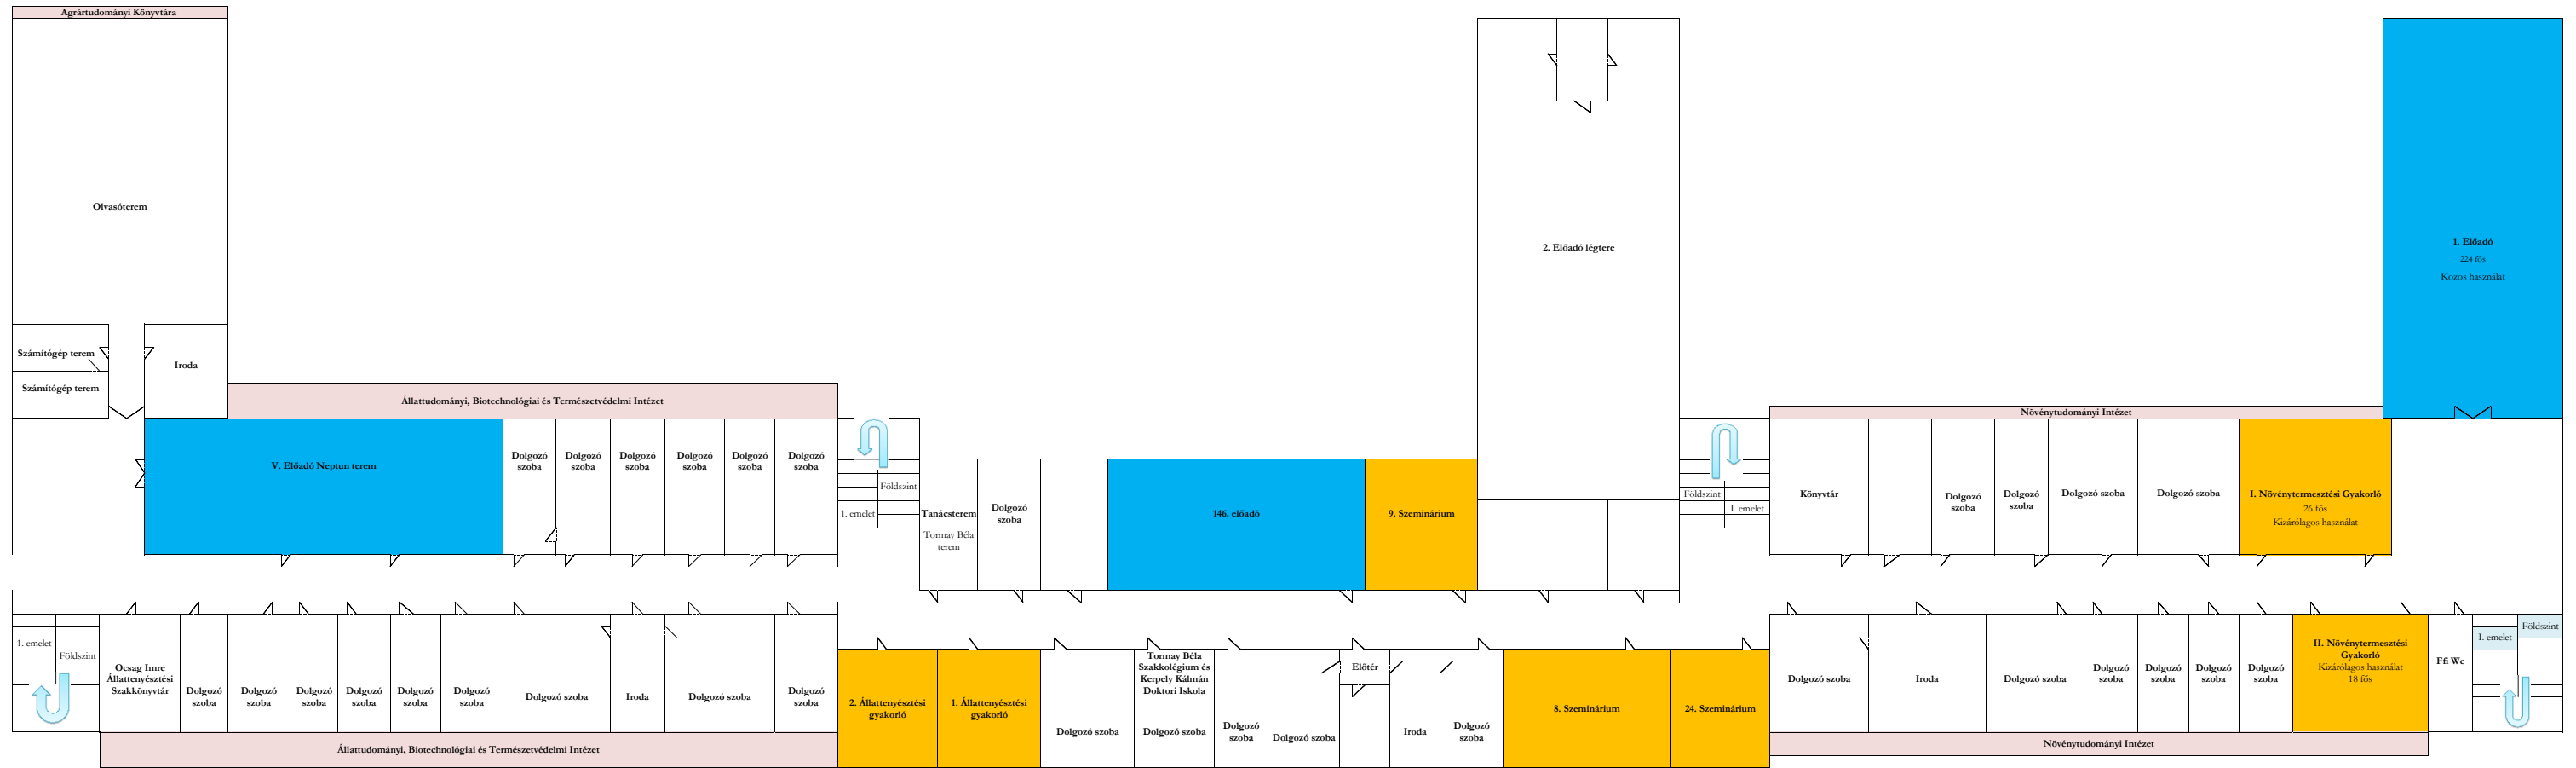 Agrártudományi Könyvtára
Olvasóterem
2. Előadó légtere
1. Előadó
224 fős
Közös használat
Számítógép terem
Számítógép terem
Iroda
Állattudományi, Biotechnológiai és Természetvédelmi Intézet
Növénytudományi Intézet
V. Előadó Neptun terem
Dolgozó
szoba
Dolgozó
szoba
Dolgozó
szoba
Dolgozó
szoba
Dolgozó
szoba
Dolgozó
szoba
Földszint
1. emelet
Tanácsterem
Tormay Béla
terem
Dolgozó
szoba
146. előadó
9. Szeminárium
Földszint
I. emelet
Könyvtár
Dolgozó
szoba
Dolgozó
szoba
Dolgozó szoba
Dolgozó szoba
I. Növénytermesztési Gyakorló
26 fős
Kizárólagos használat
1. emelet
Földszint
Ocsag Imre
Állattenyésztési
Szakkönyvtár
Dolgozó
szoba
Dolgozó
szoba
Dolgozó
szoba
Dolgozó
szoba
Dolgozó
szoba
Dolgozó
szoba
Dolgozó szoba
Iroda
Dolgozó szoba
Dolgozó
szoba
2. Állattenyésztési
gyakorló
1. Állattenyésztési
gyakorló
Dolgozó szoba
Tormay Béla
Szakkollégium és
Kerpely Kálmán
Doktori Iskola
Dolgozó szoba
Dolgozó
szoba
Dolgozó szoba
Előtér
Iroda
Dolgozó
szoba
8. Szeminárium
24. Szeminárium
Dolgozó szoba
Iroda
Dolgozó szoba
Dolgozó
szoba
Dolgozó
szoba
Dolgozó
szoba
Dolgozó
szoba
II. Növénytermesztési
Gyakorló
Kizárólagos használat
18 fős
Ffi Wc
I. emelet
Földszint
Állattudományi, Biotechnológiai és Természetvédelmi Intézet
Növénytudományi Intézet